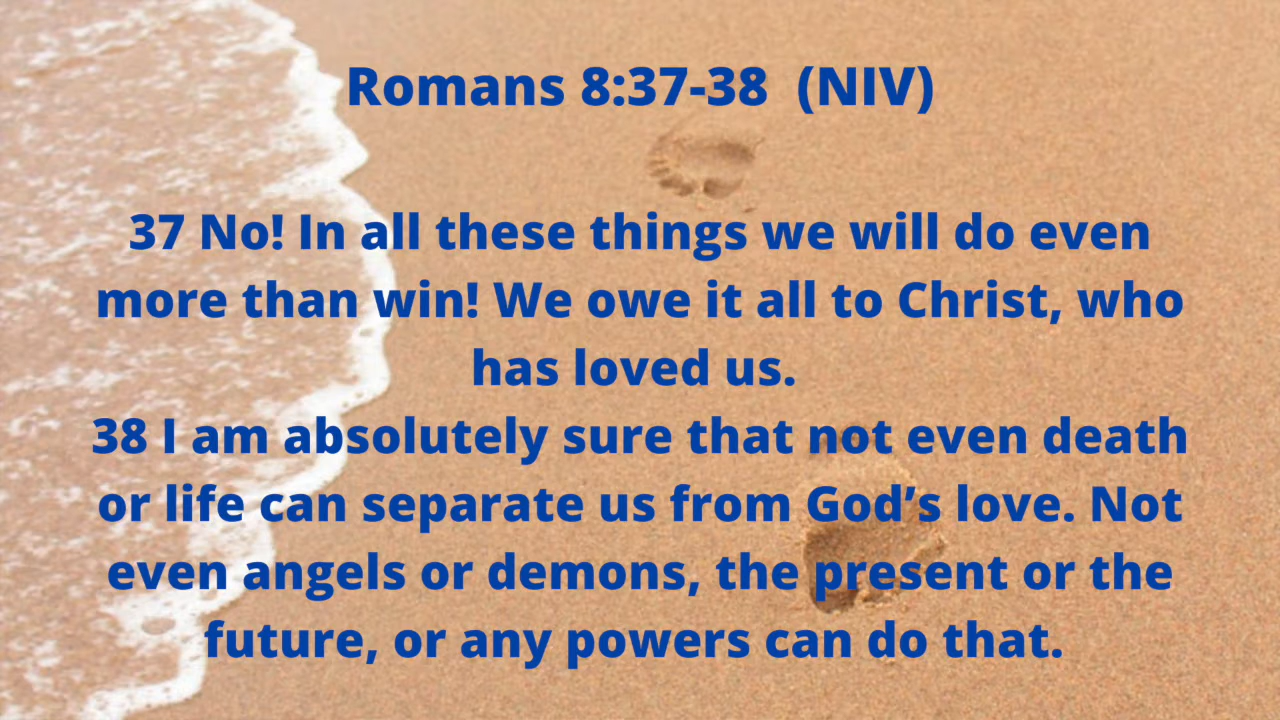 Romans 8:37-38 (NIV)
37 No! In all these things we will do even
more than win! We owe it all to Christ, who
has loved us.
38 I am absolutely sure that not even death
or life can separate us from God’s love. Not
even angels or demons, the present or the
future, or any powers can do that.